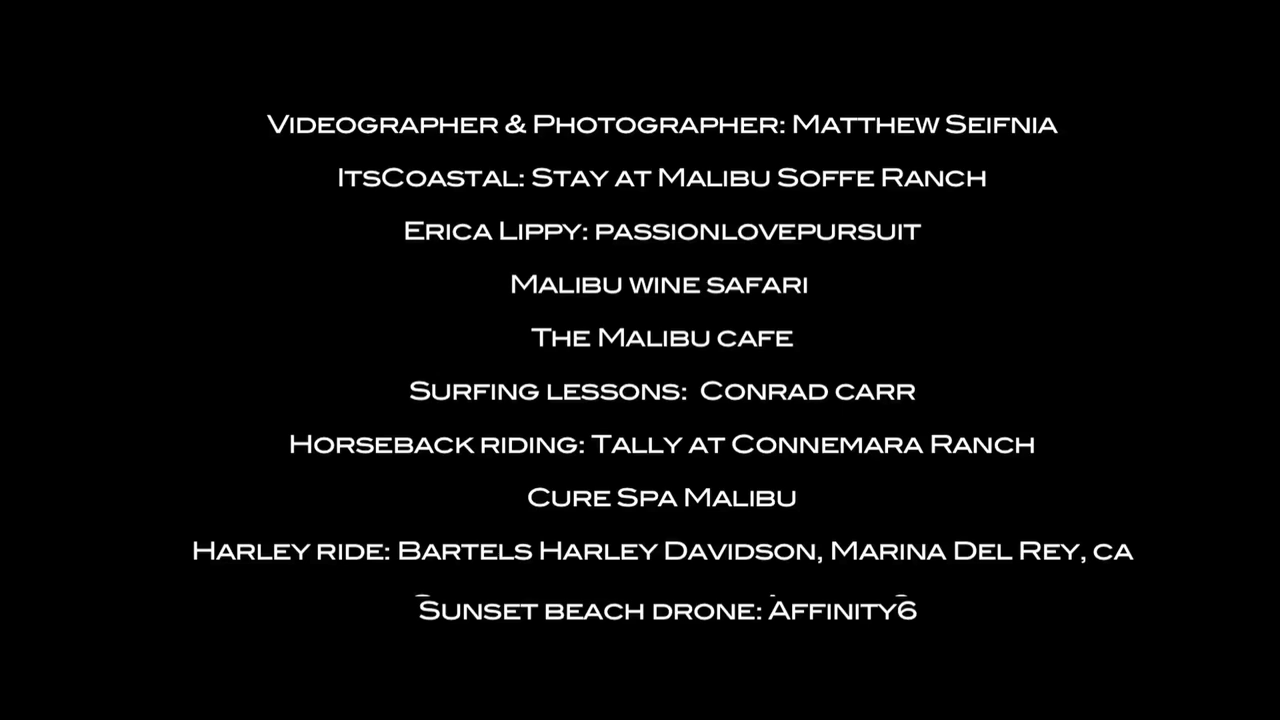 Videographer & Photographer: Matthew Seifnia
ItsCoastal: Stay at Malibu Soffe Ranch
Erica Lippy: passionlovepursuit
Malibu wine safari
The Malibu cafe
Surfing lessons: Conrad carr
Horseback riding: Tally at Connemara Ranch
Cure Spa Malibu
Harley ride: Bartels Harley Davidson, Marina Del Rey, ca
Sunset beach drone: Affinity6